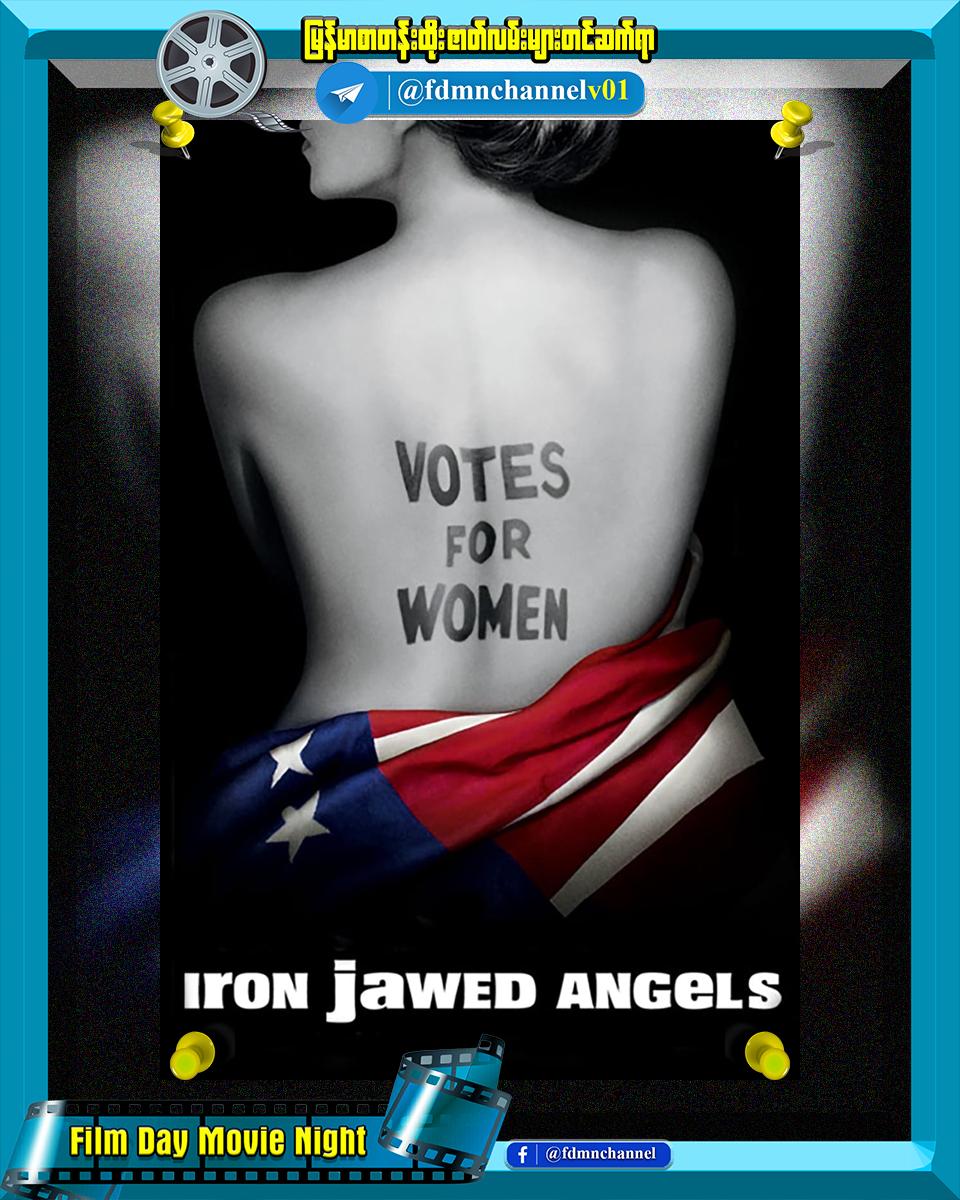 မြန်မာစာတန်းထိုးဇာတ်လမ်းများတင်ဆက်ရာ
@fdmnchannelv01
VOTES
FOR
WOMEN
IRON JAWED ANGELS
Film Day Movie Night
@fdmnchannel